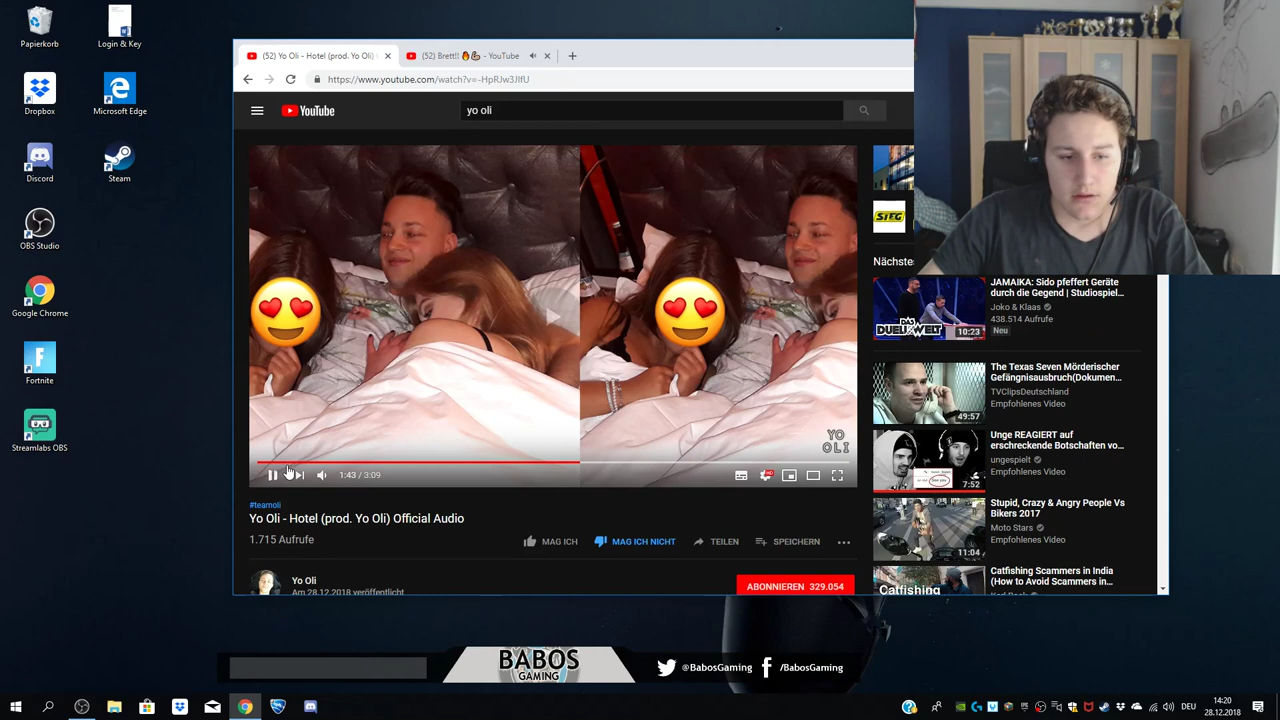 Papierkorb
Login & Key
Dropbox
Microsoft Edge
Discord
Steam
OBS Studio
Google Chrome
Fortnite
Streamlabs OBS
(52) Yo Oli - Hotel (prod. Yo Oli)
(52) Brett!! 🔥💪🏼 - YouTube
https://www.youtube.com/watch?v=-HpRJw3JlfU
YouTube
yo oli
YO
OLI
1:43 / 3:09
HD
#teamoli
Yo Oli - Hotel (prod. Yo Oli) Official Audio
1.715 Aufrufe
MAG ICH
MAG ICH NICHT
TEILEN
SPEICHERN
Yo Oli
Am 28.12.2018 veröffentlicht
ABONNIEREN 329.054
SIEG
Nächstes
DAS
DUELL
WELT
10:23
JAMAIKA: Sido pfeffert Geräte
durch die Gegend | Studiospiel...
Joko & Klaas
438.514 Aufrufe
Neu
49:57
The Texas Seven Mörderischer
Gefängnisausbruch(Dokumen...
TVClipsDeutschland
Empfohlenes Video
7:52
Unge REAGIERT auf
erschreckende Botschaften vo...
ungespielt
Empfohlenes Video
11:04
Stupid, Crazy & Angry People Vs
Bikers 2017
Moto Stars
Empfohlenes Video
Catfishing
Catfishing Scammers in India
(How to Avoid Scammers in...
BABOS
GAMING
@BabosGaming
/BabosGaming
DEU
14:20
28.12.2018